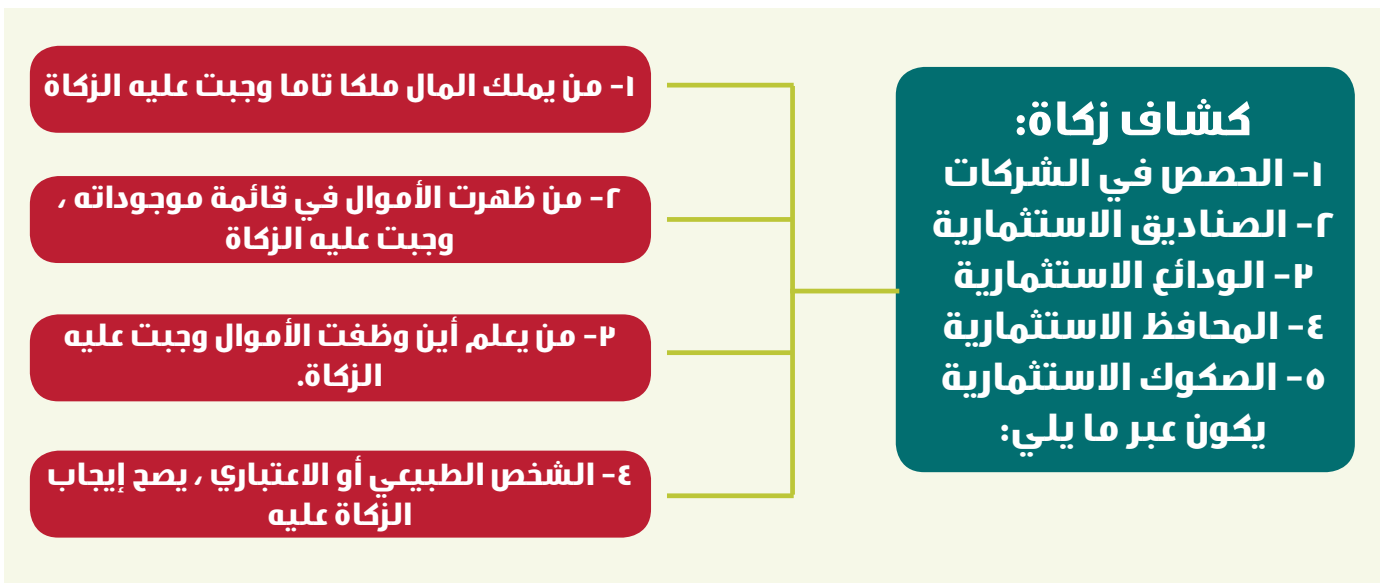 كشاف زكاة:
١- الحصص في الشركات
٢- الصناديق الاستثمارية
٣- الودائع الاستثمارية
٤- المحافظ الاستثمارية
٥- الصكوك الاستثمارية
يكون عبر ما يلي:
١- من يملك المال ملكا تاما وجبت عليه الزكاة
٢- من ظهرت الأموال في قائمة موجوداته ،
وجبت عليه الزكاة
٣- من يعلم أين وظفت الأموال وجبت عليه
الزكاة.
٤- الشخص الطبيعي أو الاعتباري ، يصح إيجاب
الزكاة عليه